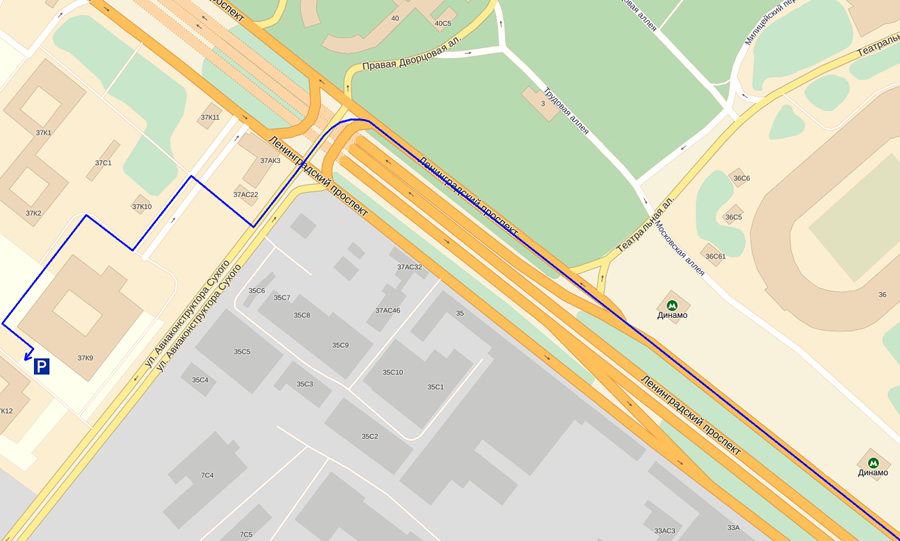 проспект
40
40С5
Правая Дворцовая ал.
Милицейский пер
Театральн
37К11
37К1
3
Трудовая аллея
37С1
37АК3
Ленинградский проспект
Ленинградский проспект
36С6
37К2
37К10
37АС22
36С5
Театральная ал.
36С61
Московская аллея
ул. Авиаконструктора Сухого
ул. Авиаконструктора Сухого
37АС32
35С6
35С7
36
М
Динамо
35С8
37АС46
35
35С9
35С5
37К9
P
35С10
35С4
35С3
35С1
Ленинградский проспект
К12
35С2
М
Динамо
7С4
7С5
33АС3
33А